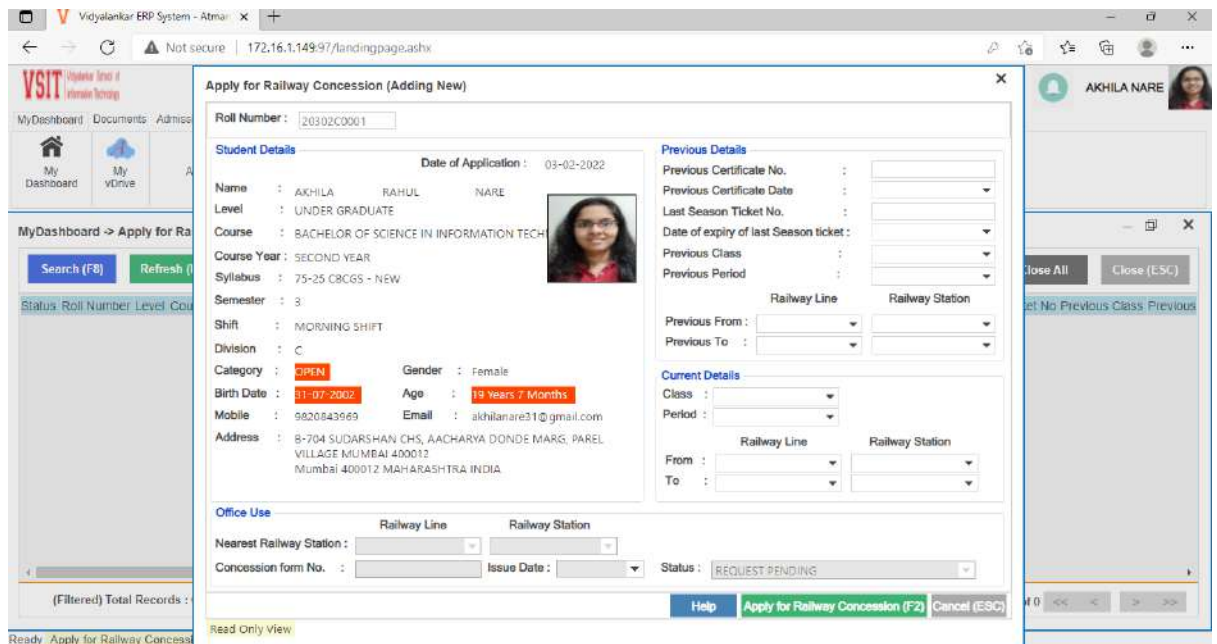 Vidyalankar ERP System - Atmar
Not secure 172.16.1.149:97/landingpage.ashx
VSIT
AKHILA NARE
MyDashboard Documents Admiss
My Dashboard
My vDrive
MyDashboard -> Apply for Ra
Search (F8) Refresh
Close All Close (ESC)
Status Roll Number Level Cou
et No Previous Class Previous
(Filtered) Total Records :
of 0 << < > >>
Ready Apply for Railway Concessi
Apply for Railway Concession (Adding New)
Roll Number : 20302C0001
Student Details
Date of Application : 03-02-2022
Name : AKHILA RAHUL NARE
Level : UNDER GRADUATE
Course : BACHELOR OF SCIENCE IN INFORMATION TECH
Course Year : SECOND YEAR
Syllabus : 75-25 CBCGS - NEW
Semester : 3
Shift : MORNING SHIFT
Division : C
Category : OPEN Gender : Female
Birth Date : 31-07-2002 Age : 19 Years 7 Months
Mobile : 9820843969 Email : akhilanare31@gmail.com
Address : B-704 SUDARSHAN CHS, AACHARYA DONDE MARG, PAREL
VILLAGE MUMBAI 400012
Mumbai 400012 MAHARASHTRA INDIA
Previous Details
Previous Certificate No. :
Previous Certificate Date :
Last Season Ticket No. :
Date of expiry of last Season ticket :
Previous Class :
Previous Period :
Railway Line Railway Station
Previous From :
Previous To :
Current Details
Class :
Period :
Railway Line Railway Station
From :
To :
Office Use
Railway Line Railway Station
Nearest Railway Station :
Concession form No. : Issue Date : Status : REQUEST PENDING
Help Apply for Railway Concession (F2) Cancel (ESC)
Read Only View